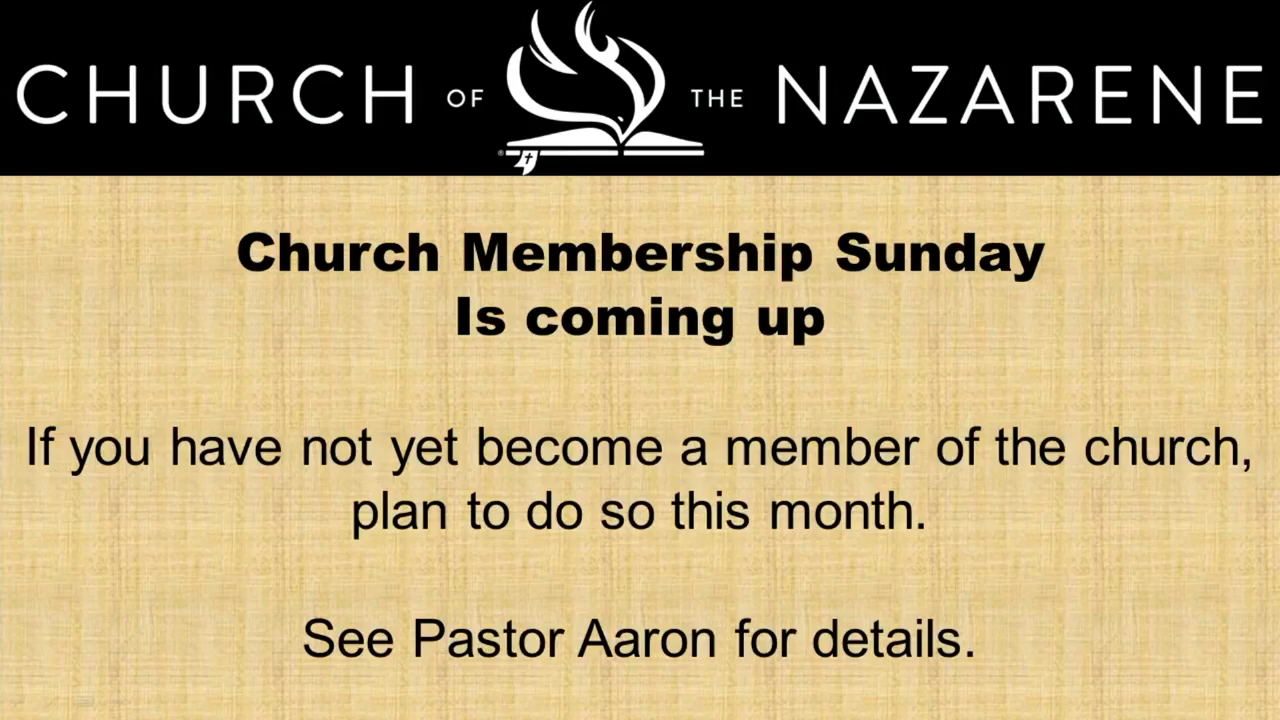 CHURCH OF THE NAZARENE
Church Membership Sunday
Is coming up
If you have not yet become a member of the church,
plan to do so this month.
See Pastor Aaron for details.